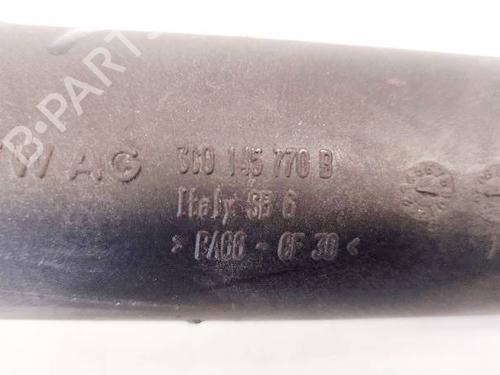 B-PARTS
VW AG 3C0 145 770 B
Italy SB 6
> PA66 - GF 30 <